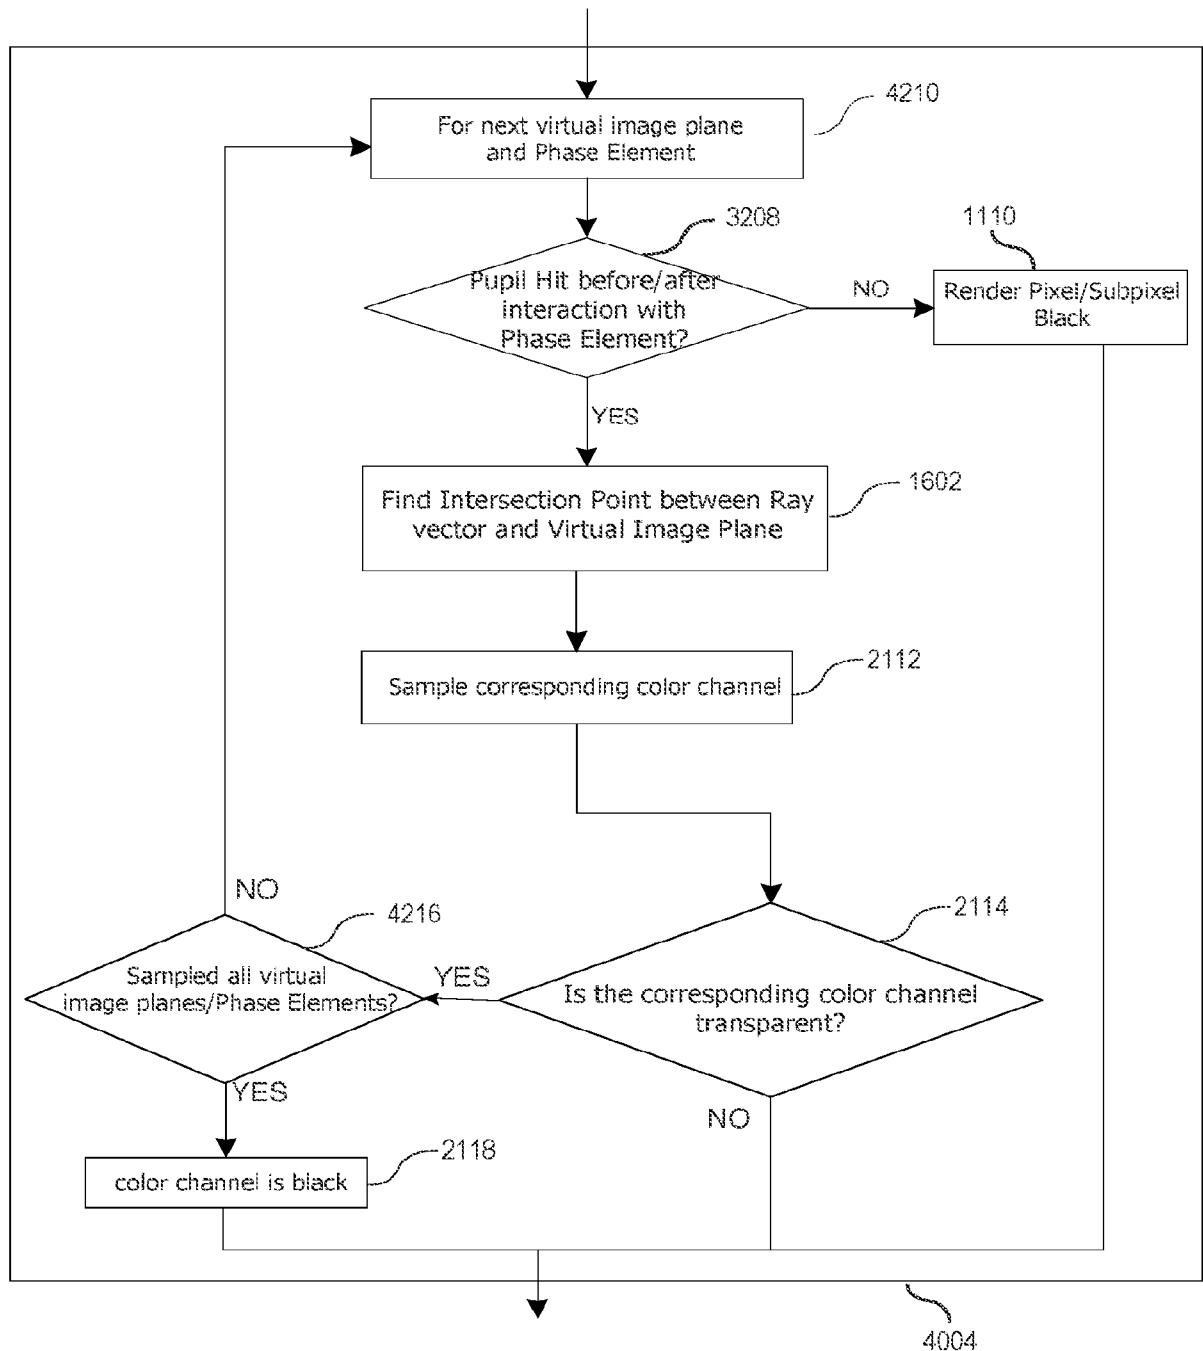 4210
For next virtual image plane
and Phase Element
3208
1110
Pupil Hit before/after
interaction with
Phase Element?
NO
Render Pixel/Subpixel
Black
YES
1602
Find Intersection Point between Ray
vector and Virtual Image Plane
2112
Sample corresponding color channel
NO
4216
2114
Sampled all virtual
image planes/Phase Elements?
YES
Is the corresponding color channel
transparent?
YES
NO
2118
color channel is black
4004